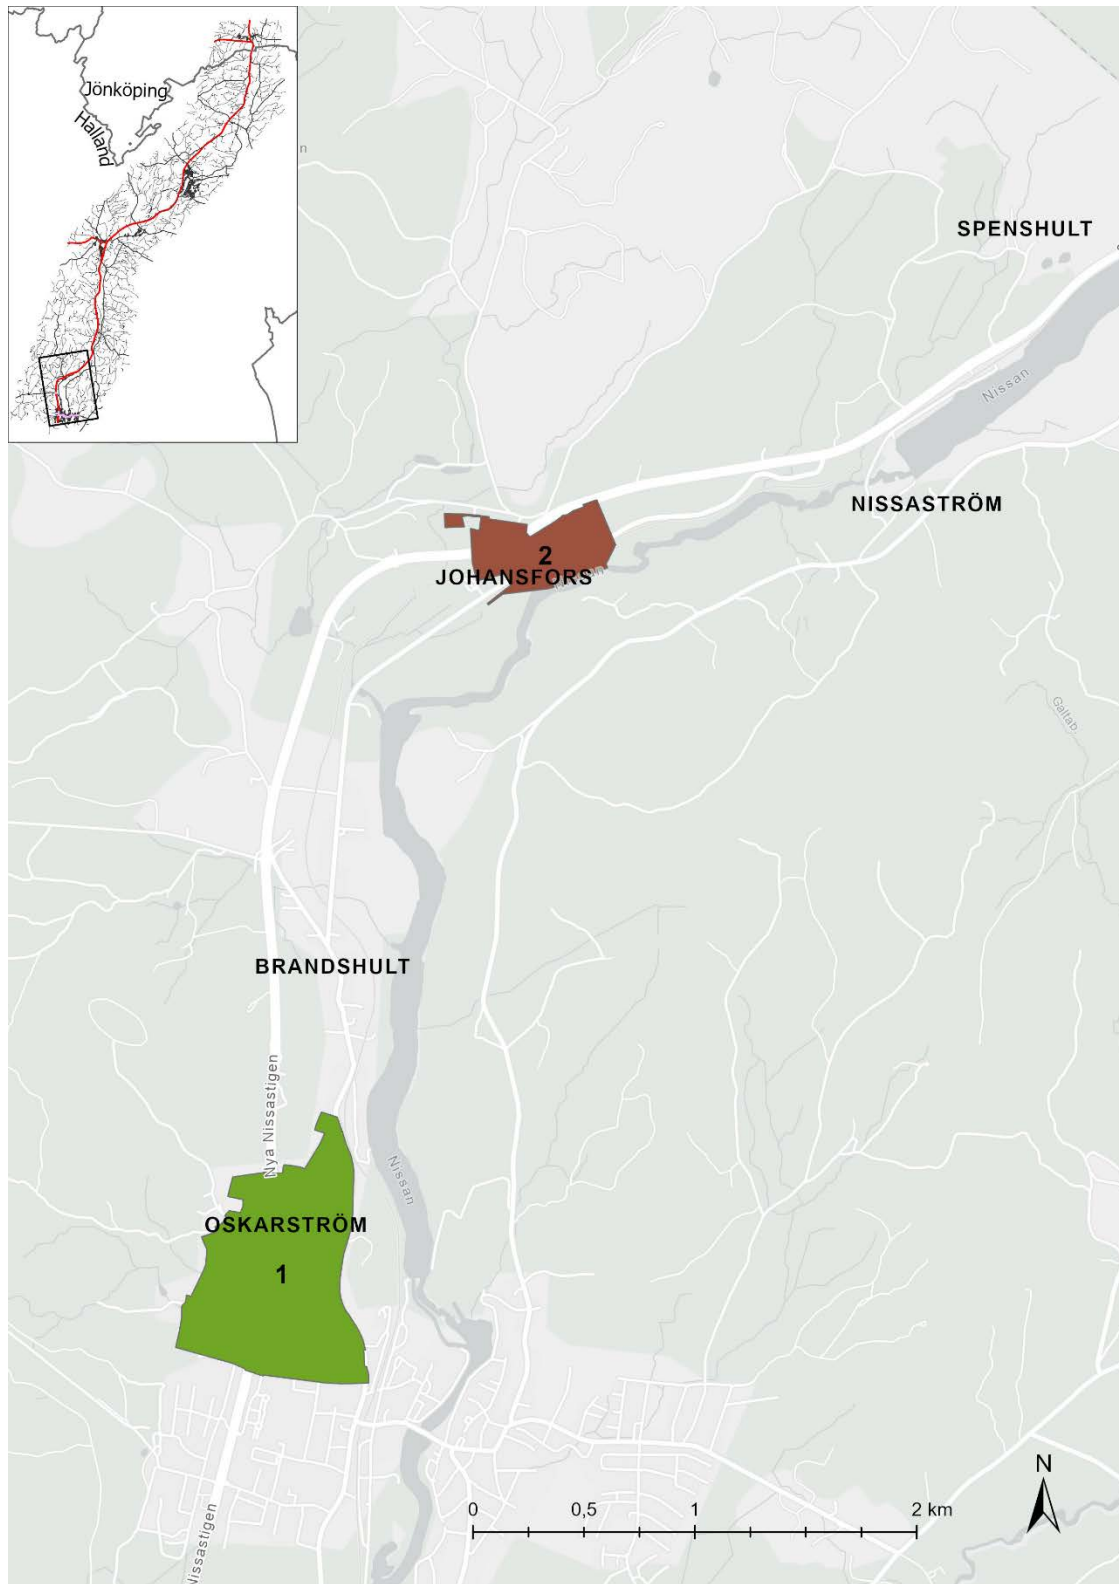 Jönköping
Halland
n
SPENSHULT
Nissan
NISSASTRÖM
2
JOHANSFORS
Galtab
BRANDSHULT
Nya Nissastigen
Nissan
OSKARSTRÖM
1
N
0 0,5 1 2 km
Nissastigen